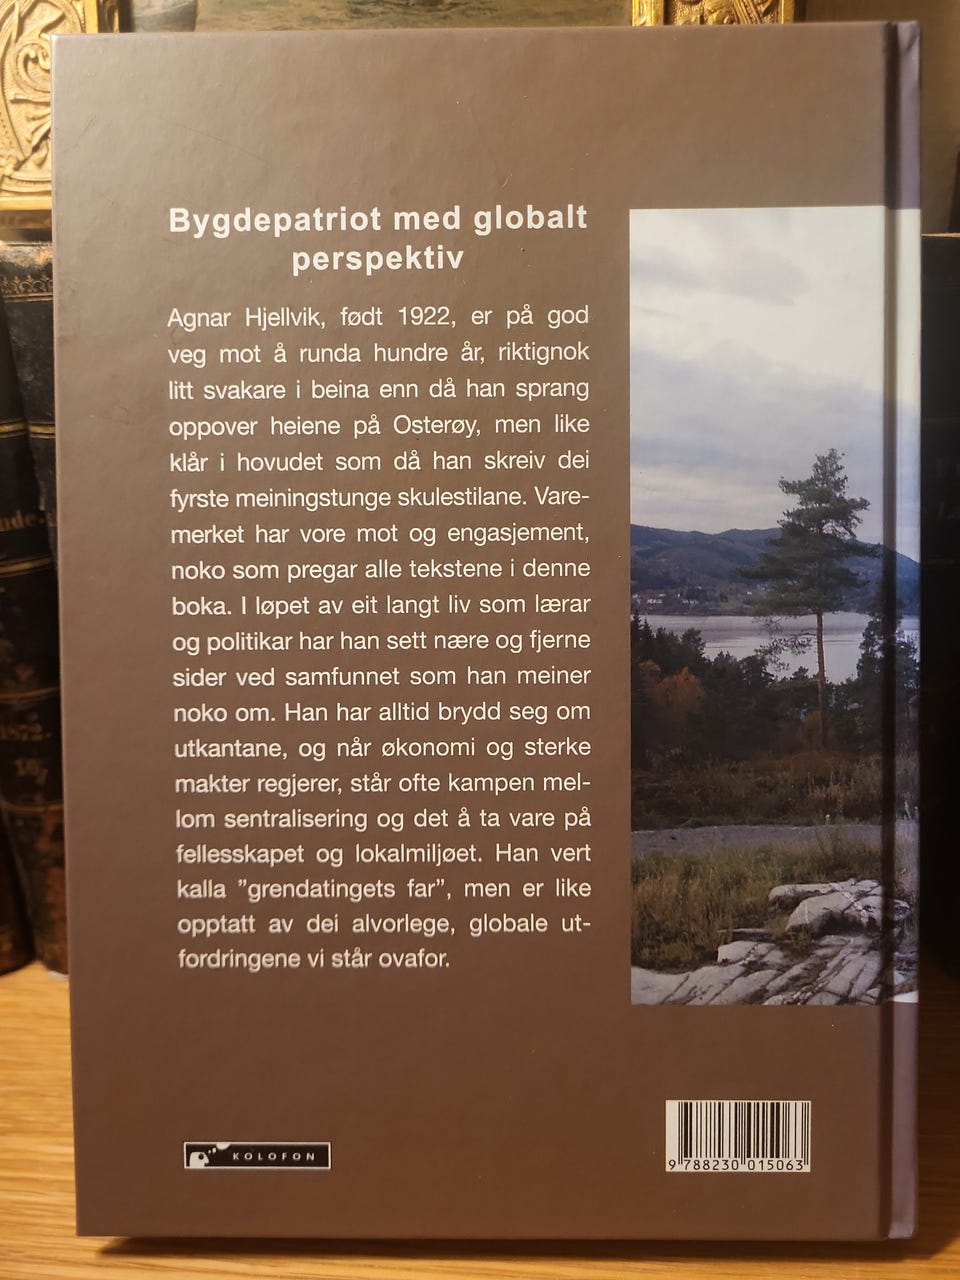 Bygdepatriot med globalt
perspektiv
Agnar Hjellvik, født 1922, er på god
veg mot å runda hundre år, riktignok
litt svakare i beina enn då han sprang
oppover heiene på Osterøy, men like
klår i hovudet som då han skreiv dei
fyrste meiningstunge skulestilane. Vare-
merket har vore mot og engasjement,
noko som pregar alle tekstene i denne
boka. I løpet av eit langt liv som lærar
og politikar har han sett nære og fjerne
sider ved samfunnet som han meiner
noko om. Han har alltid brydd seg om
utkantane, og når økonomi og sterke
makter regjerer, står ofte kampen mel-
lom sentralisering og det å ta vare på
fellesskapet og lokalmiljøet. Han vert
kalla ”grendatingets far”, men er like
opptatt av dei alvorlege, globale ut-
fordringene vi står ovafor.
KOLOFON
9 788230 015063
1872.